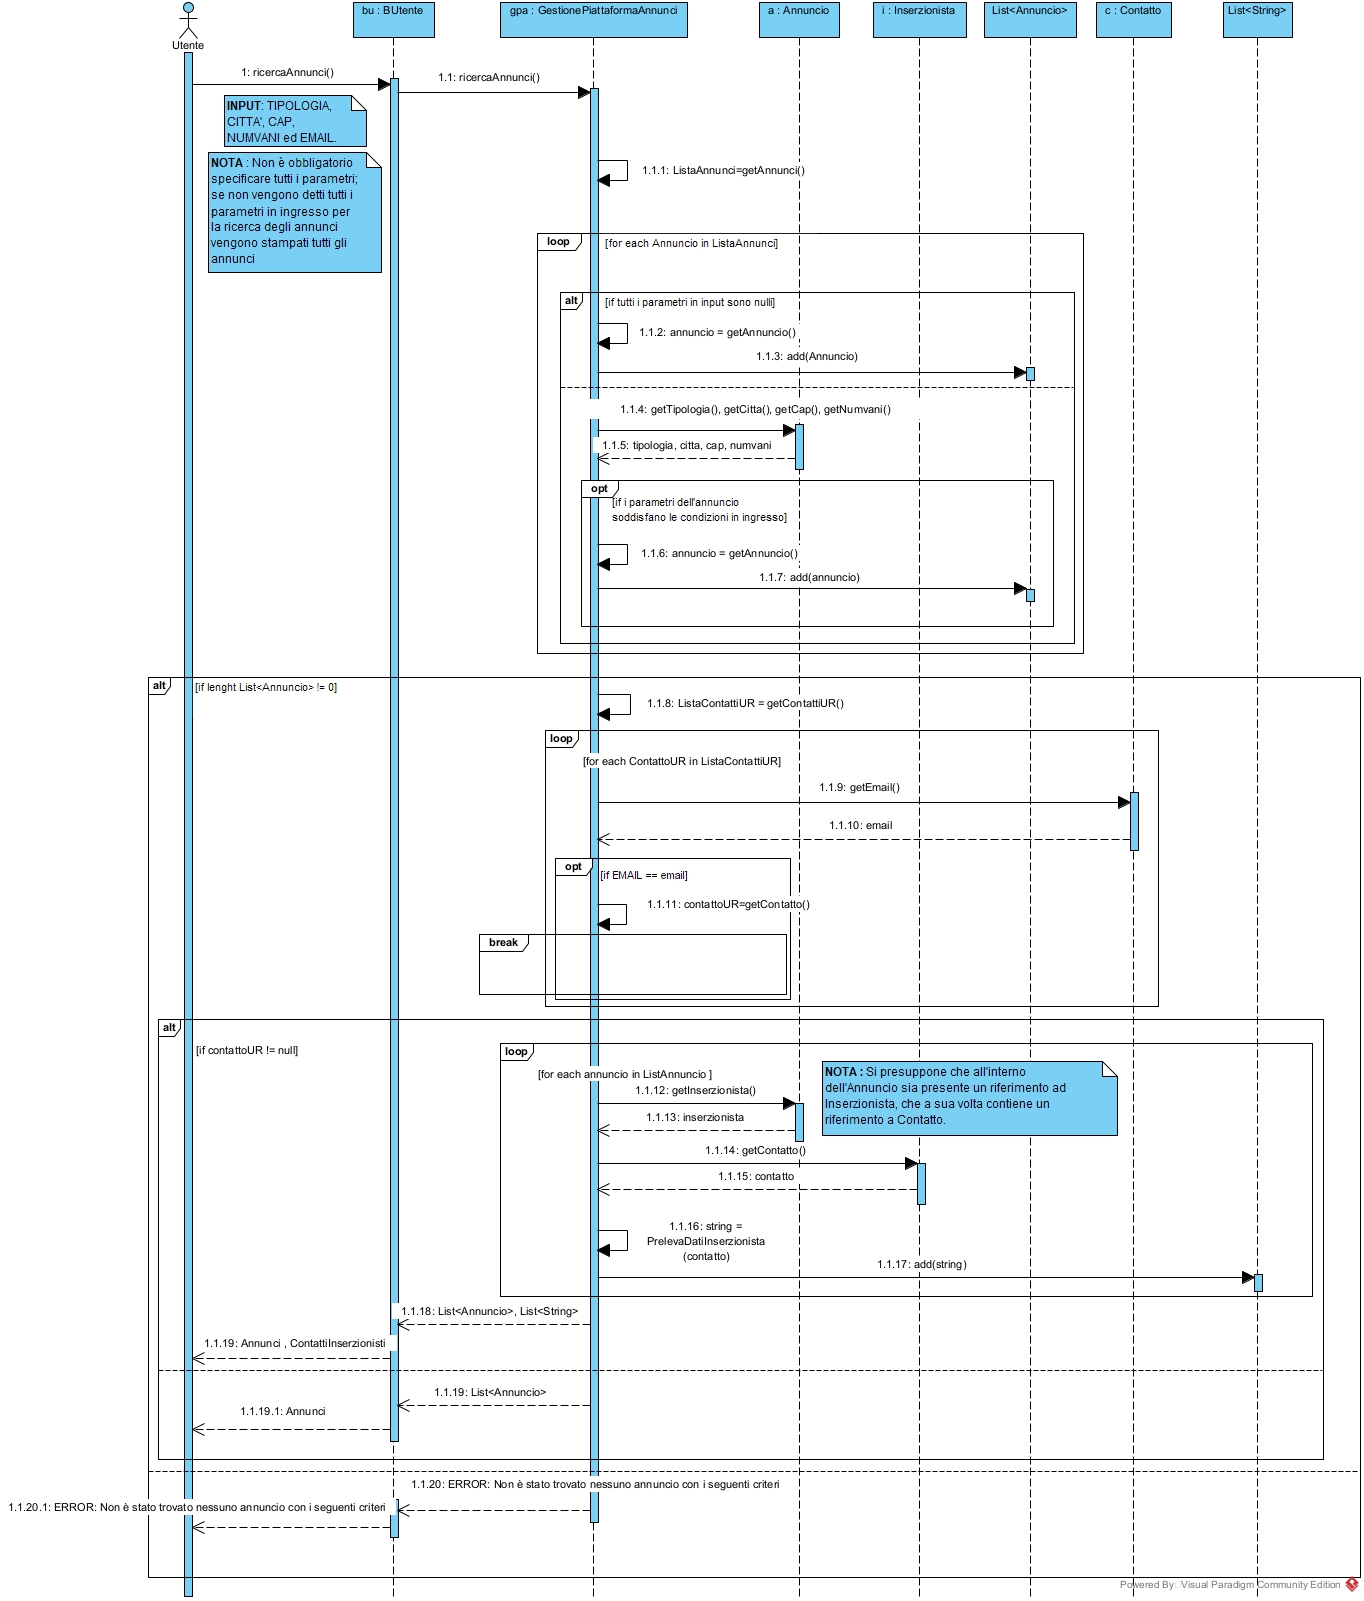 bu : BUtente
gpa : GestionePiattaformaAnnunci
a : Annuncio
i : Inserzionista
List<Annuncio>
c : Contatto
List<String>
Utente
1: ricercaAnnunci()
1.1: ricercaAnnunci()
INPUT: TIPOLOGIA,
CITTA', CAP,
NUMVANI ed EMAIL.
NOTA : Non è obbligatorio
specificare tutti i parametri;
se non vengono detti tutti i
parametri in ingresso per
la ricerca degli annunci
vengono stampati tutti gli
annunci
1.1.1: ListaAnnunci=getAnnunci()
loop
[for each Annuncio in ListaAnnunci]
alt
[if tutti i parametri in input sono nulli]
1.1.2: annuncio = getAnnuncio()
1.1.3: add(Annuncio)
1.1.4: getTipologia(), getCitta(), getCap(), getNumvani()
1.1.5: tipologia, citta, cap, numvani
opt
[if i parametri dell'annuncio
soddisfano le condizioni in ingresso]
1.1.6: annuncio = getAnnuncio()
1.1.7: add(annuncio)
alt
[if lenght List<Annuncio> != 0]
1.1.8: ListaContattiUR = getContattiUR()
loop
[for each ContattoUR in ListaContattiUR]
1.1.9: getEmail()
1.1.10: email
opt
[if EMAIL == email]
1.1.11: contattoUR=getContatto()
break
alt
[if contattoUR != null]
loop
[for each annuncio in ListAnnuncio ]
1.1.12: getInserzionista()
1.1.13: inserzionista
NOTA : Si presuppone che all'interno
dell'Annuncio sia presente un riferimento ad
Inserzionista, che a sua volta contiene un
riferimento a Contatto.
1.1.14: getContatto()
1.1.15: contatto
1.1.16: string =
PrelevaDatiInserzionista
(contatto)
1.1.17: add(string)
1.1.18: List<Annuncio>, List<String>
1.1.19: Annunci , ContattiInserzionisti
1.1.19: List<Annuncio>
1.1.19.1: Annunci
1.1.20: ERROR: Non è stato trovato nessuno annuncio con i seguenti criteri
1.1.20.1: ERROR: Non è stato trovato nessuno annuncio con i seguenti criteri
Powered By Visual Paradigm Community Edition